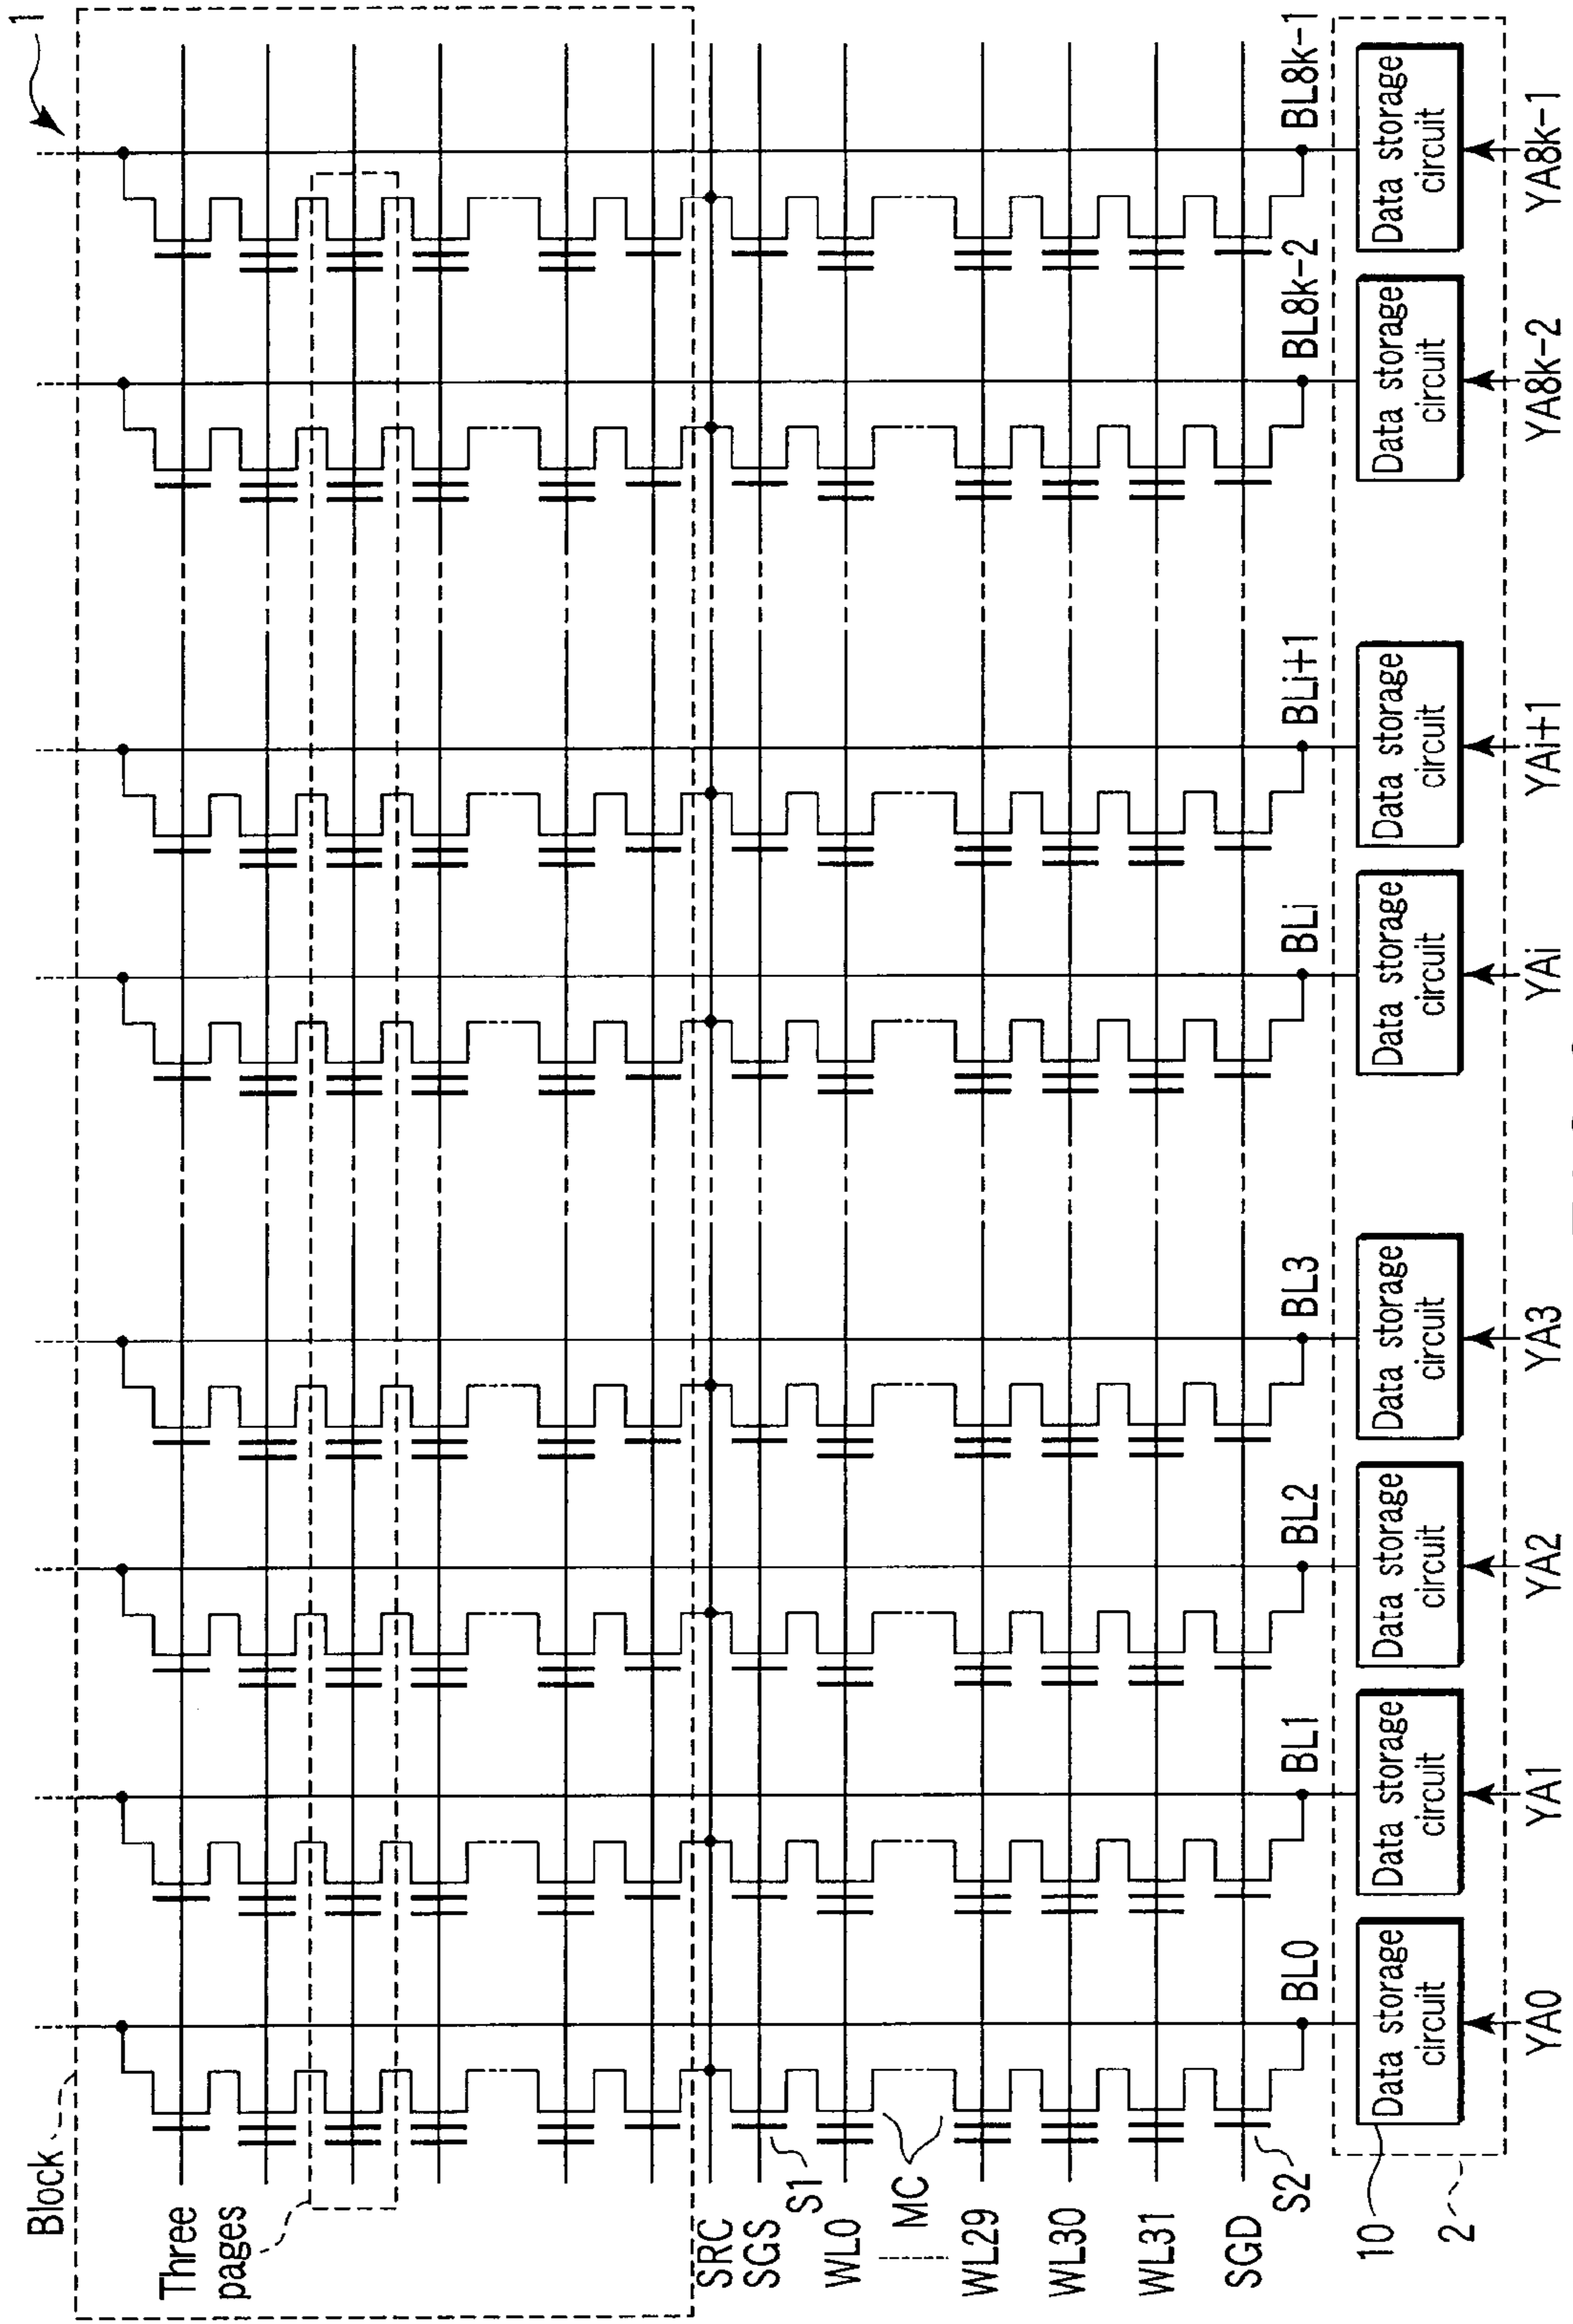 1
Block
Three
pages
SRC
SGS
S1
WL0
MC
WL29
WL30
WL31
SGD
S2
BL0
BL1
BL2
BL3
BLi
BLi+1
BL8k-2
BL8k-1
10
Data storage
circuit
Data storage
circuit
Data storage
circuit
Data storage
circuit
Data storage
circuit
Data storage
circuit
Data storage
circuit
Data storage
circuit
2
YA0
YA1
YA2
YA3
YAi
YAi+1
YA8k-2
YA8k-1